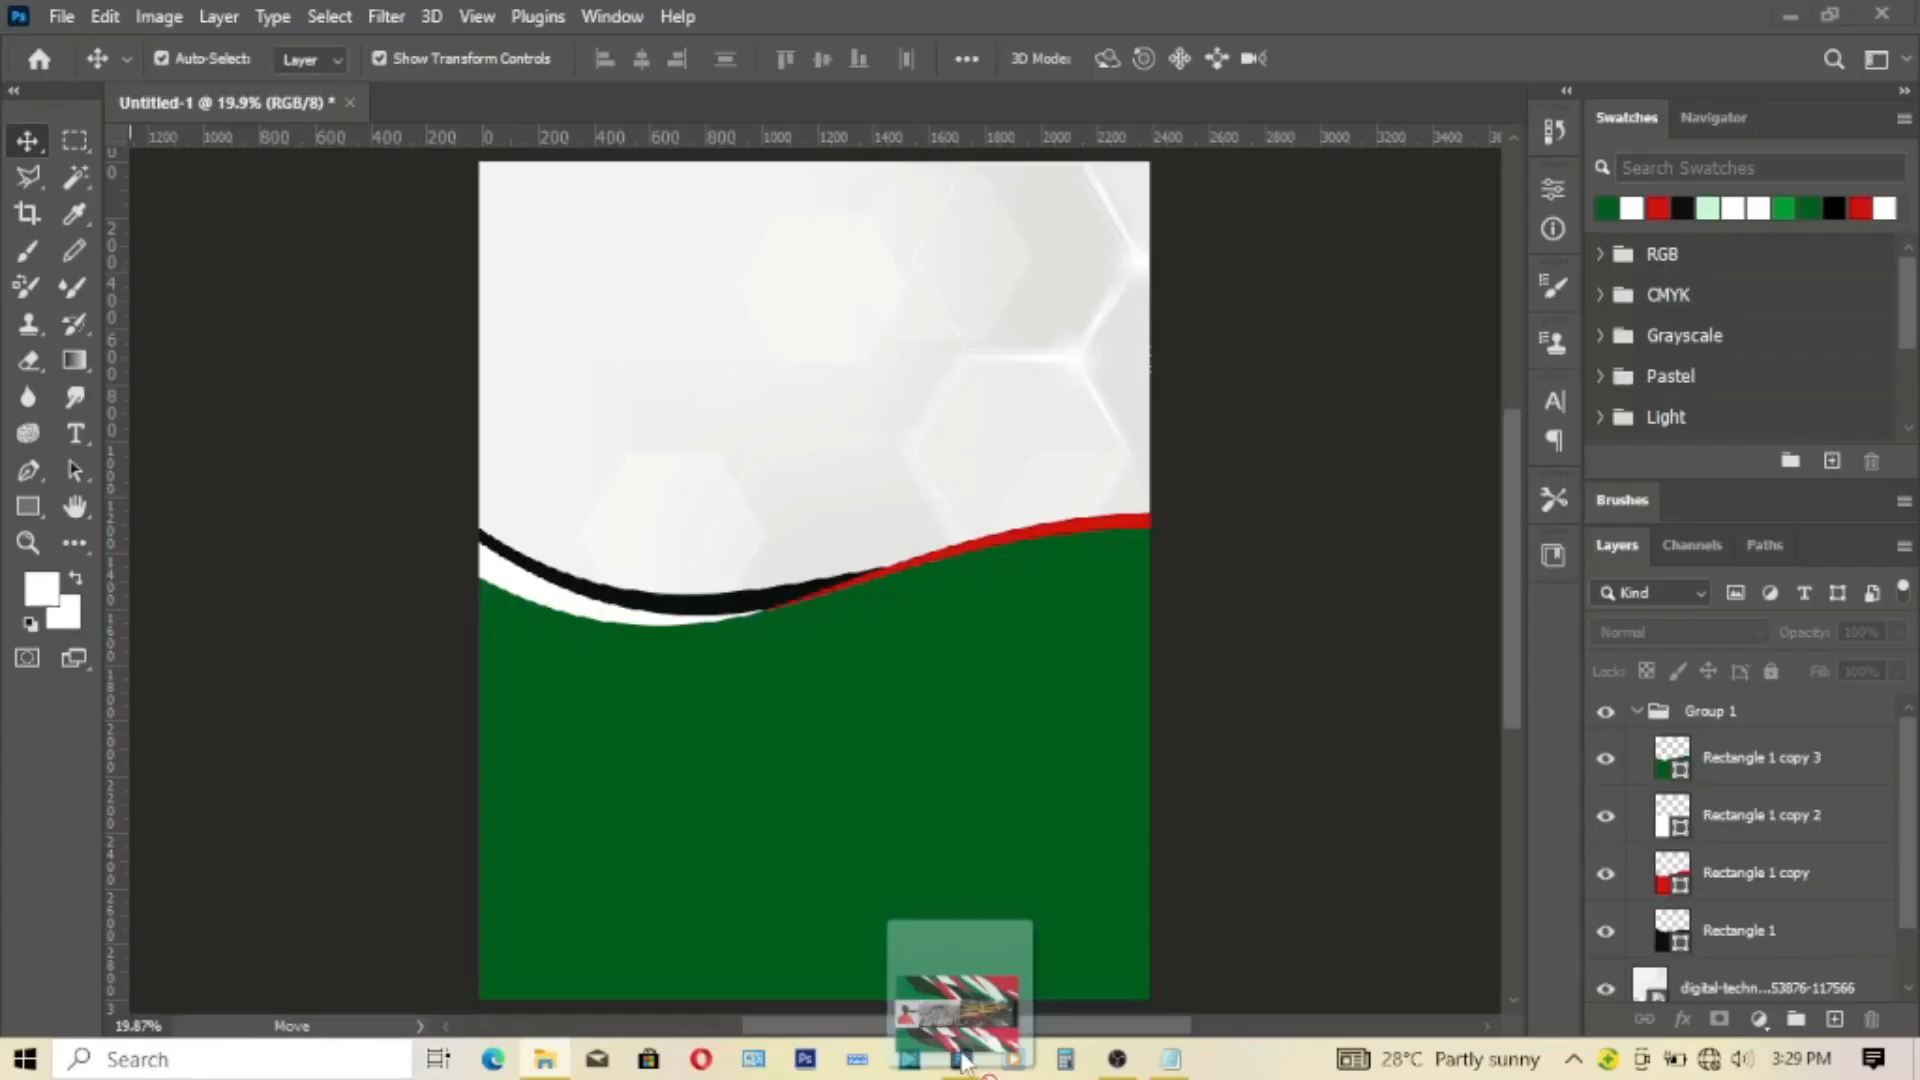 Ps File Edit Image Layer Type Select Filter 3D View Plugins Window Help
Auto-Select: Layer Show Transform Controls 3D Mode:
Untitled-1 @ 19.9% (RGB/8) *
1200 1000 800 600 400 200 0 200 400 600 800 1000 1200 1400 1600 1800 2000 2200 2400 2600 2800 3000 3200 3400
Swatches Navigator
Search Swatches
RGB
CMYK
Grayscale
Pastel
Light
Brushes
Layers Channels Paths
Kind
Normal Opacity: 100%
Lock: Fill: 100%
Group 1
Rectangle 1 copy 3
Rectangle 1 copy 2
Rectangle 1 copy
Rectangle 1
digital-techn...53876-117566
19.87% Move
Search Ps 28°C Partly sunny 3:29 PM